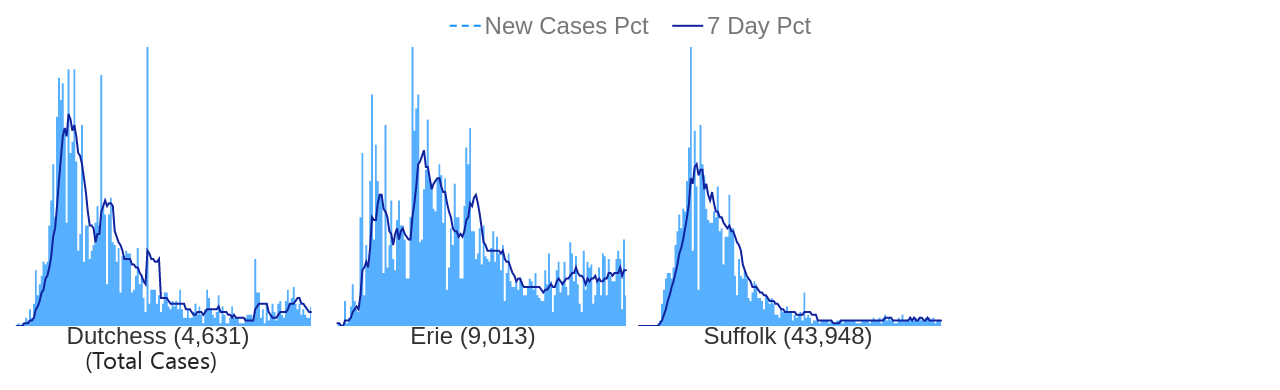 New Cases Pct 7 Day Pct
Dutchess (4,631) Erie (9,013) Suffolk (43,948)
(Total Cases)